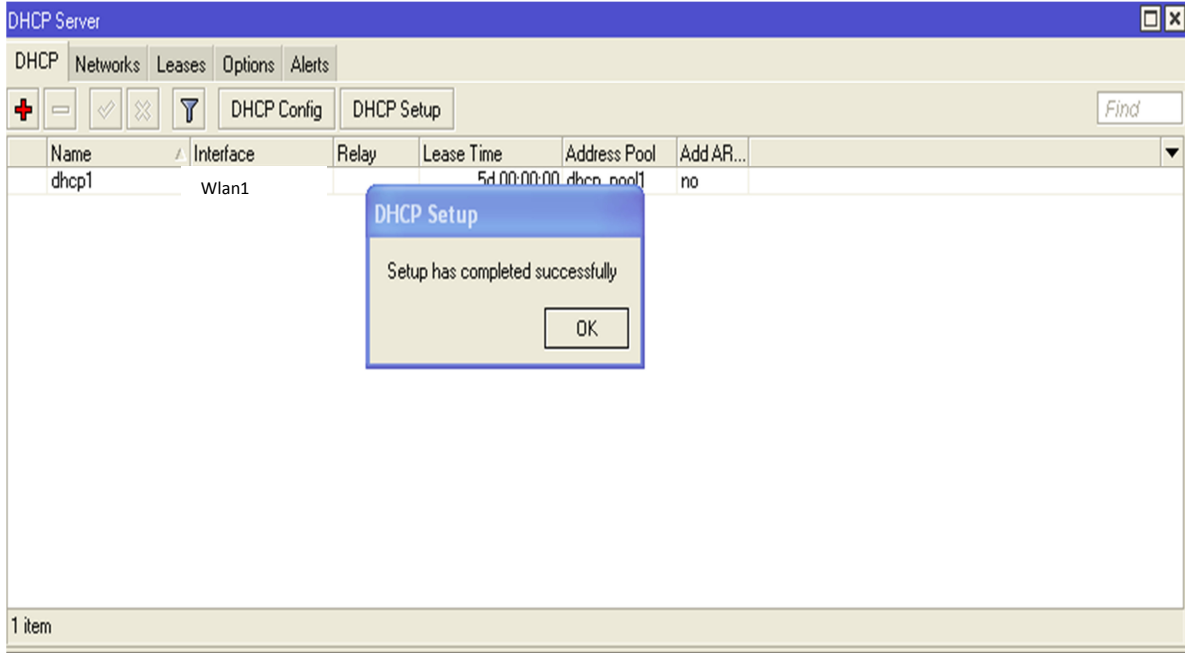 DHCP Server
DHCP Networks Leases Options Alerts
DHCP Config DHCP Setup Find
Name Interface Relay Lease Time Address Pool Add AR...
dhcp1 Wlan1 5d 00:00:00 dhcp_pool1 no
DHCP Setup
Setup has completed successfully
OK
1 item